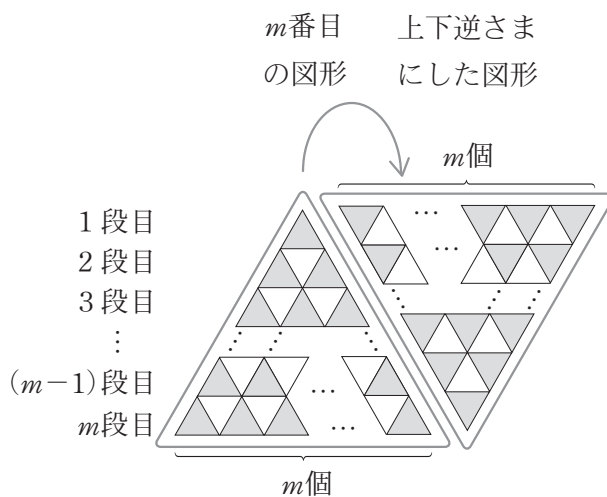 m番目
の図形
上下逆さま
にした図形
m個
1段目
2段目
3段目
⋮
(m−1)段目
m段目
m個